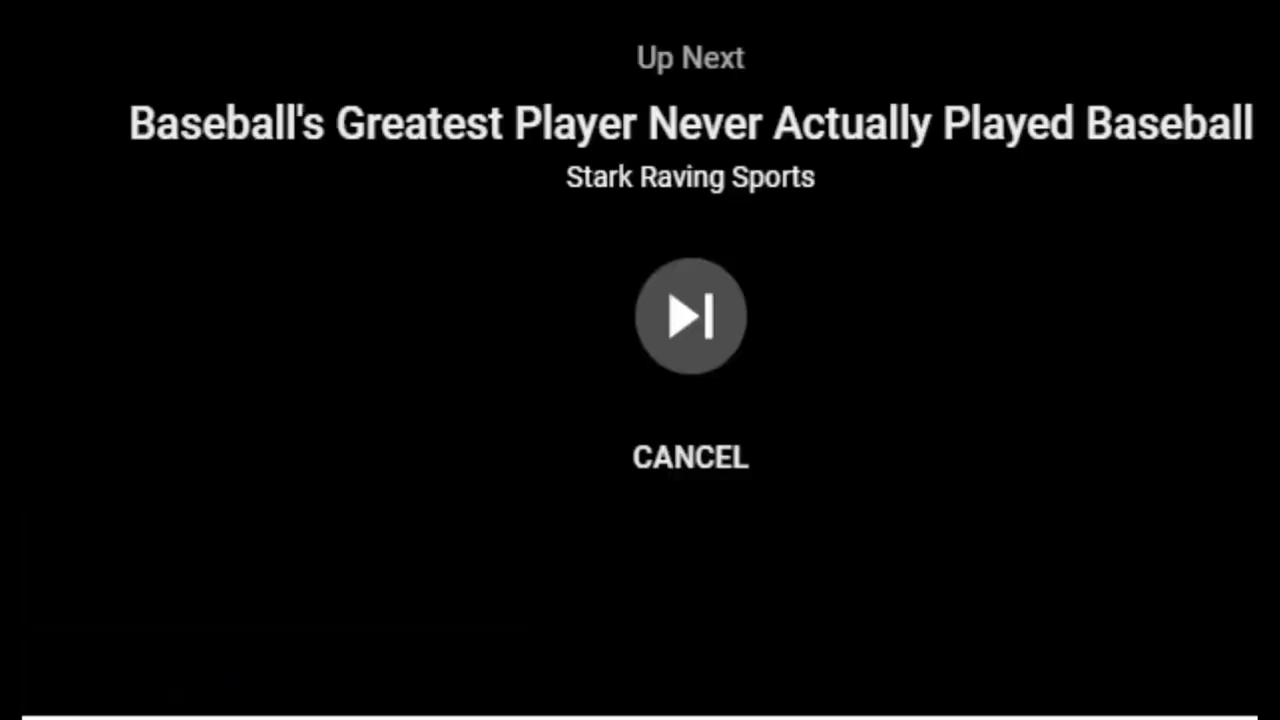 Up Next
Baseball's Greatest Player Never Actually Played Baseball
Stark Raving Sports
CANCEL